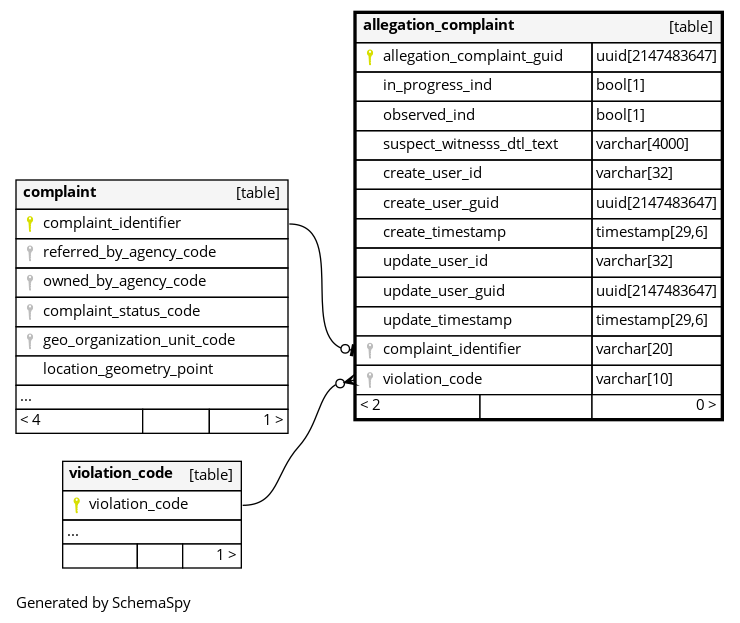 allegation_complaint [table]
allegation_complaint_guid uuid[2147483647]
in_progress_ind bool[1]
observed_ind bool[1]
suspect_witnesss_dtl_text varchar[4000]
create_user_id varchar[32]
create_user_guid uuid[2147483647]
create_timestamp timestamp[29,6]
update_user_id varchar[32]
update_user_guid uuid[2147483647]
update_timestamp timestamp[29,6]
complaint_identifier varchar[20]
violation_code varchar[10]
< 2 0 >
complaint [table]
complaint_identifier
referred_by_agency_code
owned_by_agency_code
complaint_status_code
geo_organization_unit_code
location_geometry_point
...
< 4 1 >
violation_code [table]
violation_code
...
1 >
Generated by SchemaSpy